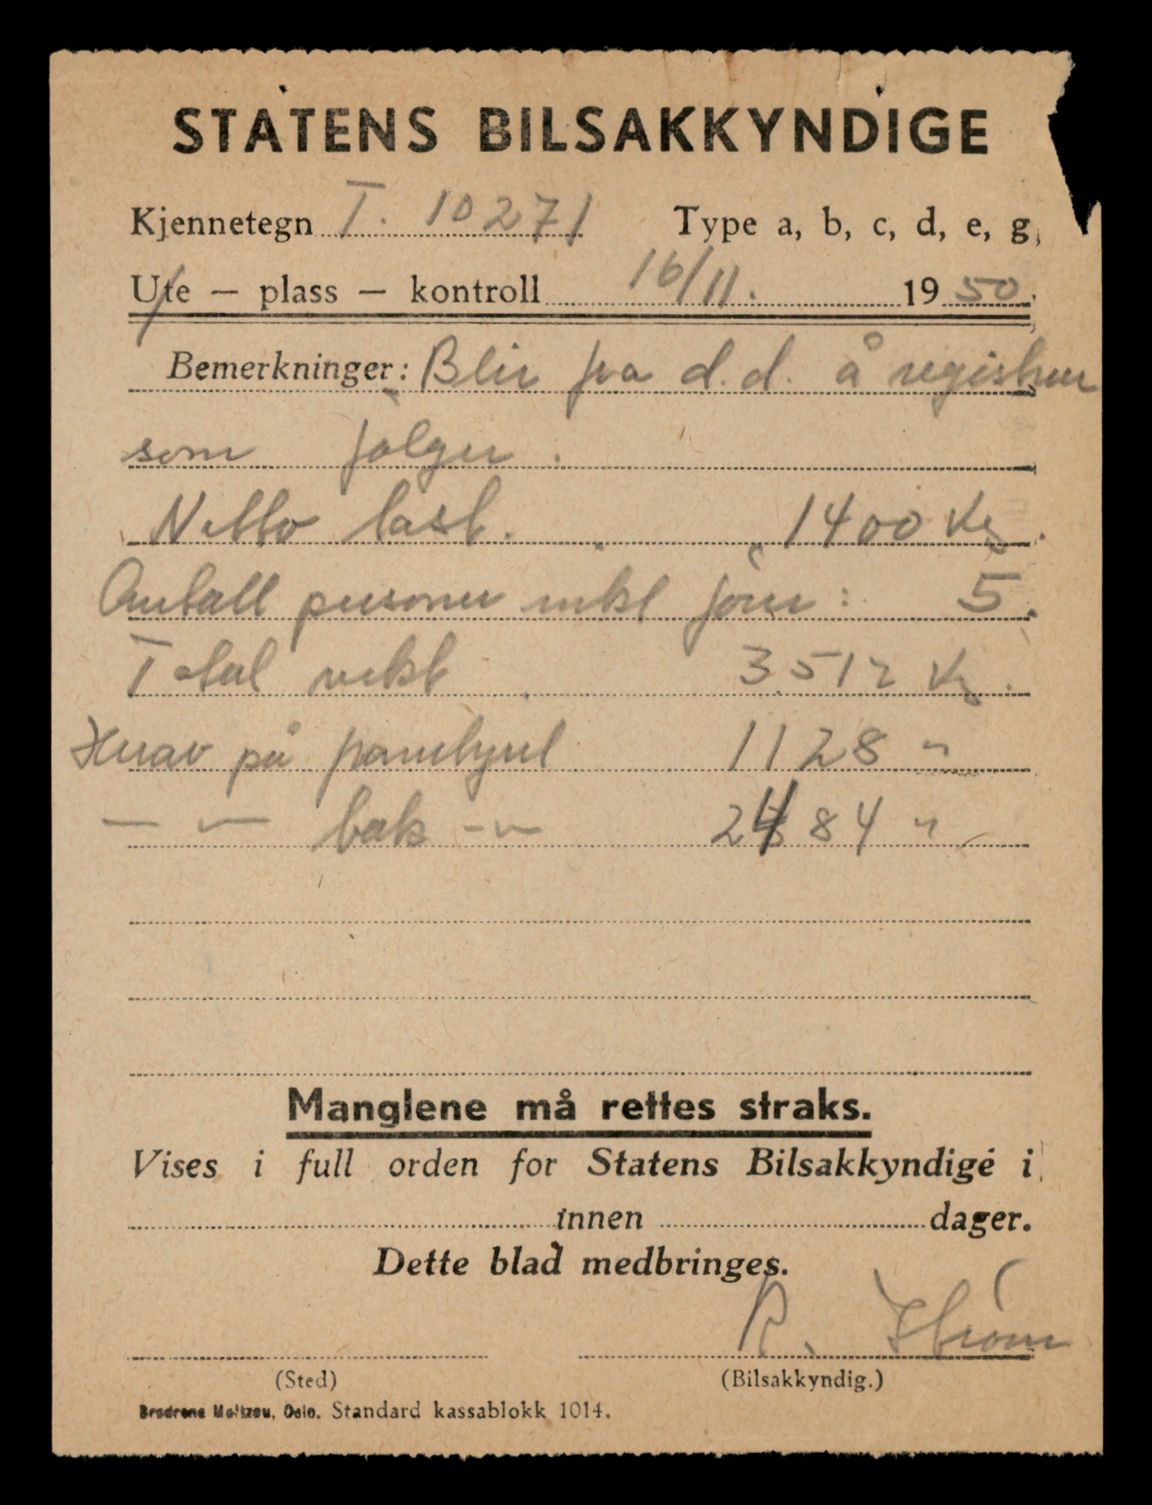 STATENS BILSAKKYNDIGE
Kjennetegn T. 10271 Type a, b, c, d, e, g,
Ute — plass — kontroll 16/11. 1950.
Bemerkninger: Blir fra d.d. å registrere
som følger.
Netto last. 1400 Kg.
Antall personer inkl fører: 5.
Total vekt 3512 Kg.
Herav på framhjul 1128 "
— " — bak - " - 2484 "
Manglene må rettes straks.
Vises i full orden for Statens Bilsakkyndige i
innen dager.
Dette blad medbringes.
R. Strøm
(Sted) (Bilsakkyndig.)
Brødrene Moltzau, Oslo. Standard kassablokk 1014.